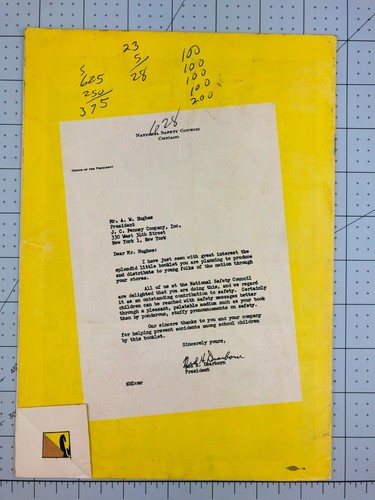 23
5
28
5
625
250
375
100
100
100
100
200
628
NATIONAL SAFETY COUNCIL
CHICAGO
OFFICE OF THE PRESIDENT
Mr. A. W. Hughes
President
J. C. Penney Company, Inc.
330 West 34th Street
New York 1, New York
Dear Mr. Hughes:
I have just seen with great interest the
splendid little booklet you are planning to produce
and distribute to young folks of the nation through
your stores.
All of us at the National Safety Council
are delighted that you are doing this, and we regard
it as an outstanding contribution to safety. Certainly
children can be reached with safety messages better
through a pleasant, palatable medium such as your book
than by ponderous, stuffy pronouncements on safety.
Our sincere thanks to you and your company
for helping prevent accidents among school children
by this booklet.
Sincerely yours,
Ned H. Dearborn
Ned H. Dearborn
President
NHD:mr